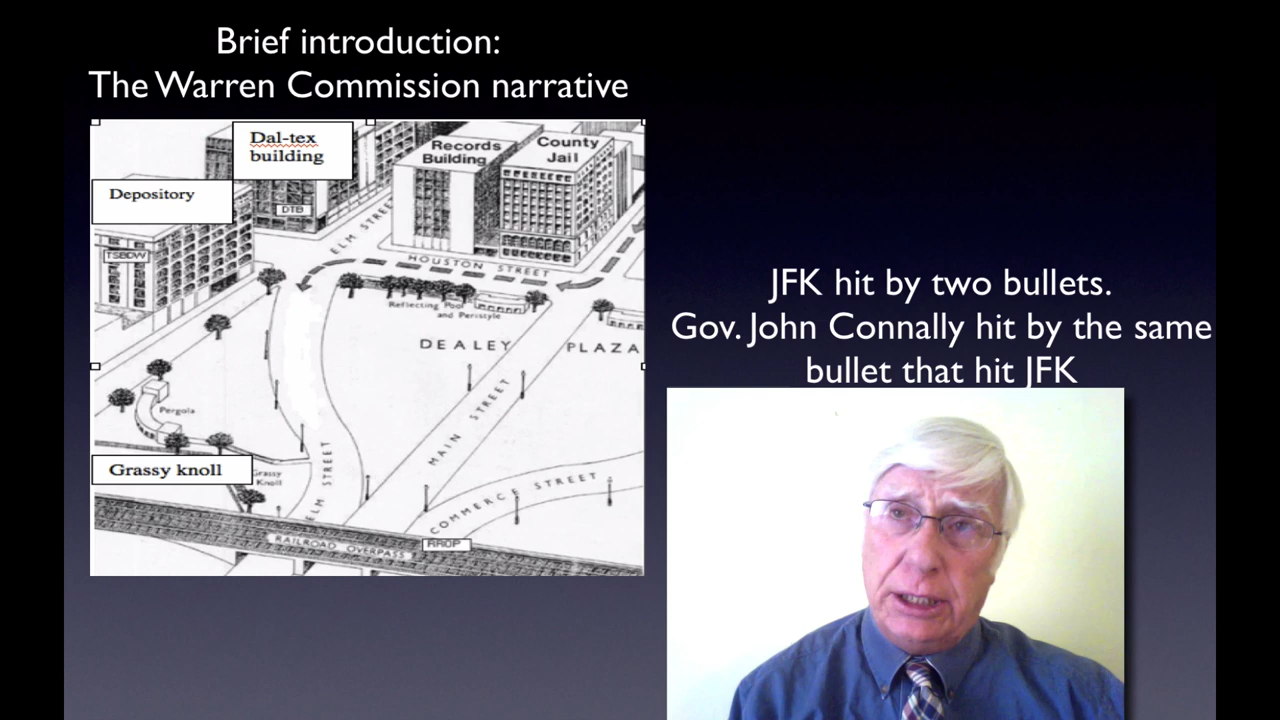 Brief introduction:
The Warren Commission narrative
Dal-tex
building
Depository
Records
Building
County
Jail
DTB
ELM STREET
TSBDW
HOUSTON STREET
Reflecting Pool
and Peristyle
DEALEY PLAZA
Pergola
MAIN STREET
Grassy knoll
Grassy
Knoll
ELM STREET
COMMERCE STREET
RAILROAD OVERPASS
RROP
JFK hit by two bullets.
Gov. John Connally hit by the same
bullet that hit JFK